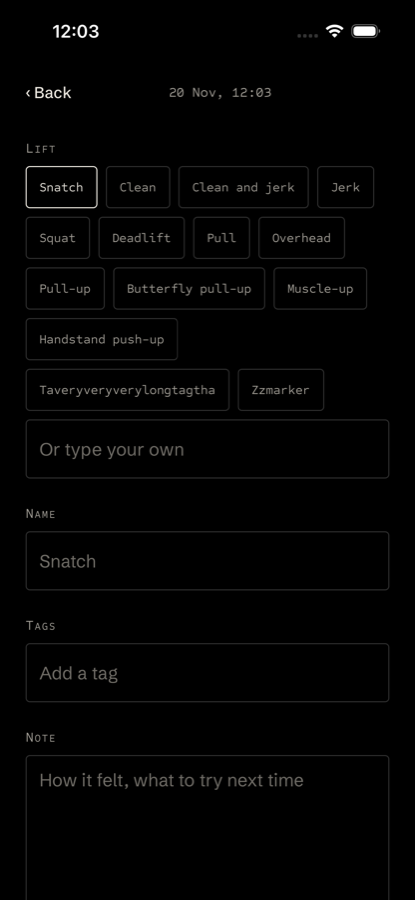 12:03
‹ Back 20 Nov, 12:03
Lift
Snatch Clean Clean and jerk Jerk
Squat Deadlift Pull Overhead
Pull-up Butterfly pull-up Muscle-up
Handstand push-up
Taveryveryverylongtagtha Zzmarker
Or type your own
Name
Snatch
Tags
Add a tag
Note
How it felt, what to try next time